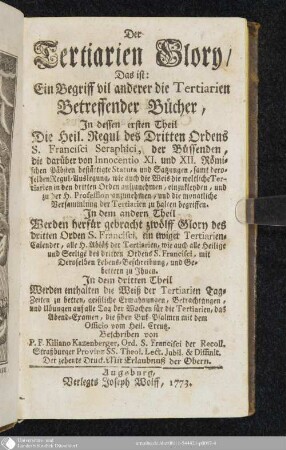 Der
Tertiarien Glory/
Das ist:
Ein Begriff vil anderer die Tertiarien
Betreffender Bücher,
In dessen ersten Theil
Die Heil. Regul des Dritten Ordens
S. Francisci Seraphici, der Büssenden,
die darüber von Innocentio XI. und XII. Römi-
schen Päbsten bestättigte Statuta und Satzungen, samt der-
selben Regul-Auslegung, wie auch die Weiß die weltliche Ter-
tiarien in den dritten Orden anzunehmen, einzukleyden, und
zu der H. Profession anzunehmen, und die monatliche
Versammlung der Tertiarien zu halten begriffen.
In dem andern Theil
Werden herfür gebracht zwölff Glory des
Dritten Orden S. Francisci, ein ewiger Tertiarien-
Calender, alle H. Abläß der Tertiarien, wie auch alle Heilige
und Seelige des dritten Ordens S. Francisci, mit
Deroselben Lebens-Beschreibung, und Ge-
bettern zu Ihnen.
In dem dritten Theil
Werden enthalten die Weiß der Tertiarien Tag-
Zeiten zu betten, geistliche Ermahnungen, Betrachtungen,
und Ubungen auf alle Tag der Wochen für die Tertiarien, das
Abend-Examen, die siben Buß-Psalmen mit dem
Officio vom Heil. Creutz.
Beschriben von
P. F. Kiliano Kazenberger, Ord. S. Francisci der Recoll.
Straßburger Provinz SS. Theol. Lect. Jubil. & Diffinit.
Der zehente Druck. Mit Erlaubnuß der Obern.
Augsburg,
Verlegts Joseph Wolff, 1773.